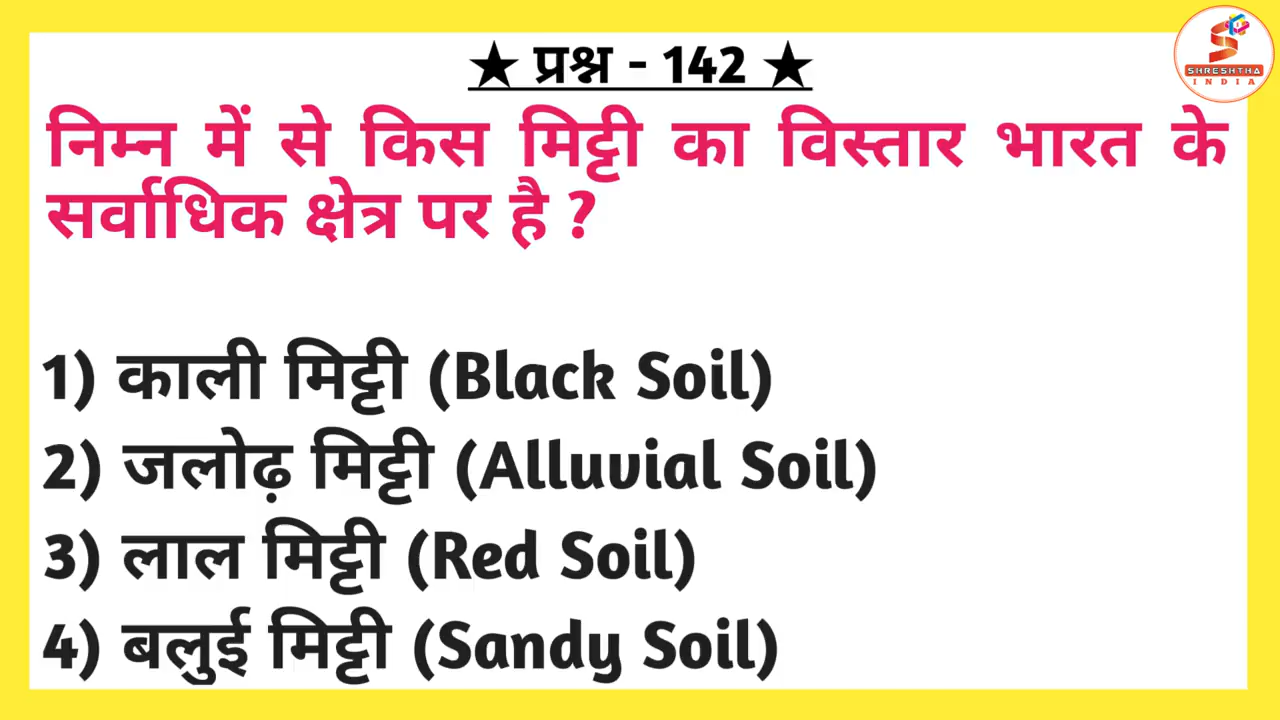 ★ प्रश्न - 142 ★
SHRESHTHA
INDIA
निम्न में से किस मिट्टी का विस्तार भारत के
सर्वाधिक क्षेत्र पर है ?
1) काली मिट्टी (Black Soil)
2) जलोढ़ मिट्टी (Alluvial Soil)
3) लाल मिट्टी (Red Soil)
4) बलुई मिट्टी (Sandy Soil)